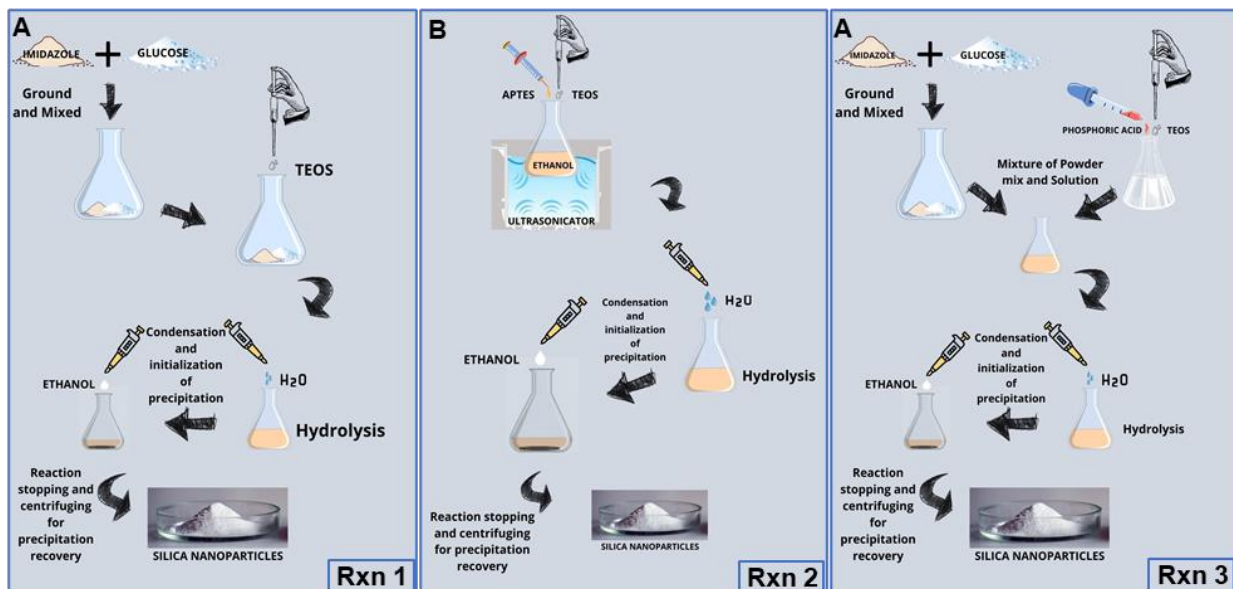 A
IMIDAZOLE
GLUCOSE
Ground
and Mixed
TEOS
H2O
Hydrolysis
Condensation
and
initialization
of
precipitation
ETHANOL
Reaction
stopping and
centrifuging
for
precipitation
recovery
SILICA NANOPARTICLES
Rxn 1
B
APTES
TEOS
ETHANOL
ULTRASONICATOR
H2O
Hydrolysis
Condensation
and
initialization
of
precipitation
ETHANOL
Reaction stopping
and centrifuging
for precipitation
recovery
SILICA NANOPARTICLES
Rxn 2
A
IMIDAZOLE
GLUCOSE
Ground
and Mixed
PHOSPHORIC ACID
TEOS
Mixture of Powder
mix and Solution
H2O
Hydrolysis
Condensation
and
initialization
of
precipitation
ETHANOL
Reaction
stopping and
centrifuging
for
precipitation
recovery
SILICA NANOPARTICLES
Rxn 3